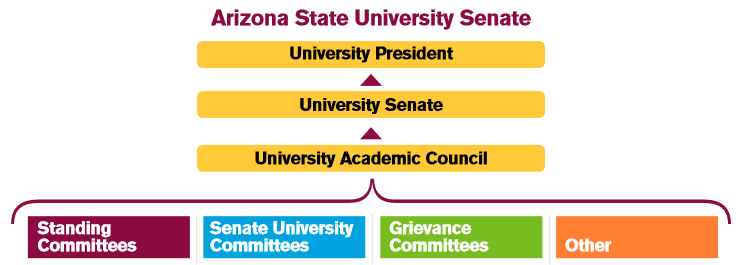 Arizona State University Senate
University President
University Senate
University Academic Council
Standing
Committees
Senate University
Committees
Grievance
Committees
Other